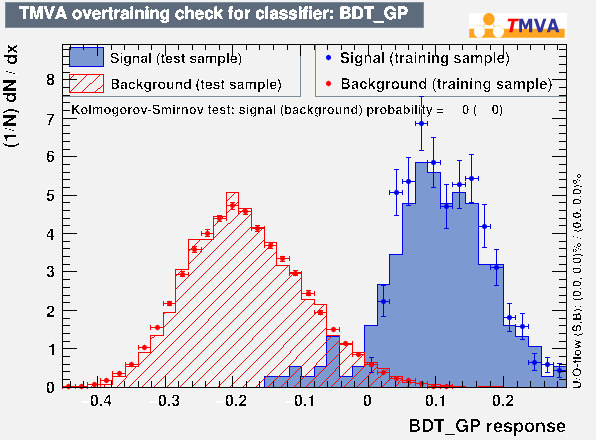 TMVA overtraining check for classifier: BDT_GP
TMVA
Signal (test sample)
Background (test sample)
Signal (training sample)
Background (training sample)
Kolmogorov-Smirnov test: signal (background) probability = 0 ( 0)
(1/N) dN / dx
8
7
6
5
4
3
2
1
0
−0.4 −0.3 −0.2 −0.1 0 0.1 0.2
BDT_GP response
U/O-flow (S,B): (0.0, 0.0)% / (0.0, 0.0)%